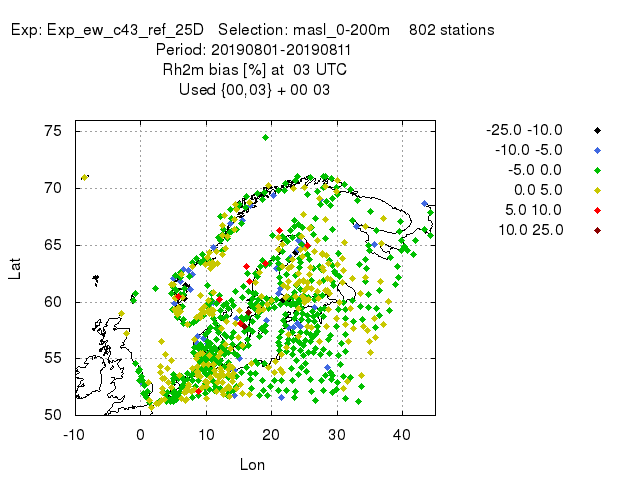 Exp: Exp_ew_c43_ref_25D Selection: masl_0-200m 802 stations
Period: 20190801-20190811
Rh2m bias [%] at 03 UTC
Used {00,03} + 00 03
75
70
65
60
55
50
Lat
-10 0 10 20 30 40
Lon
-25.0 -10.0
-10.0 -5.0
-5.0 0.0
0.0 5.0
5.0 10.0
10.0 25.0